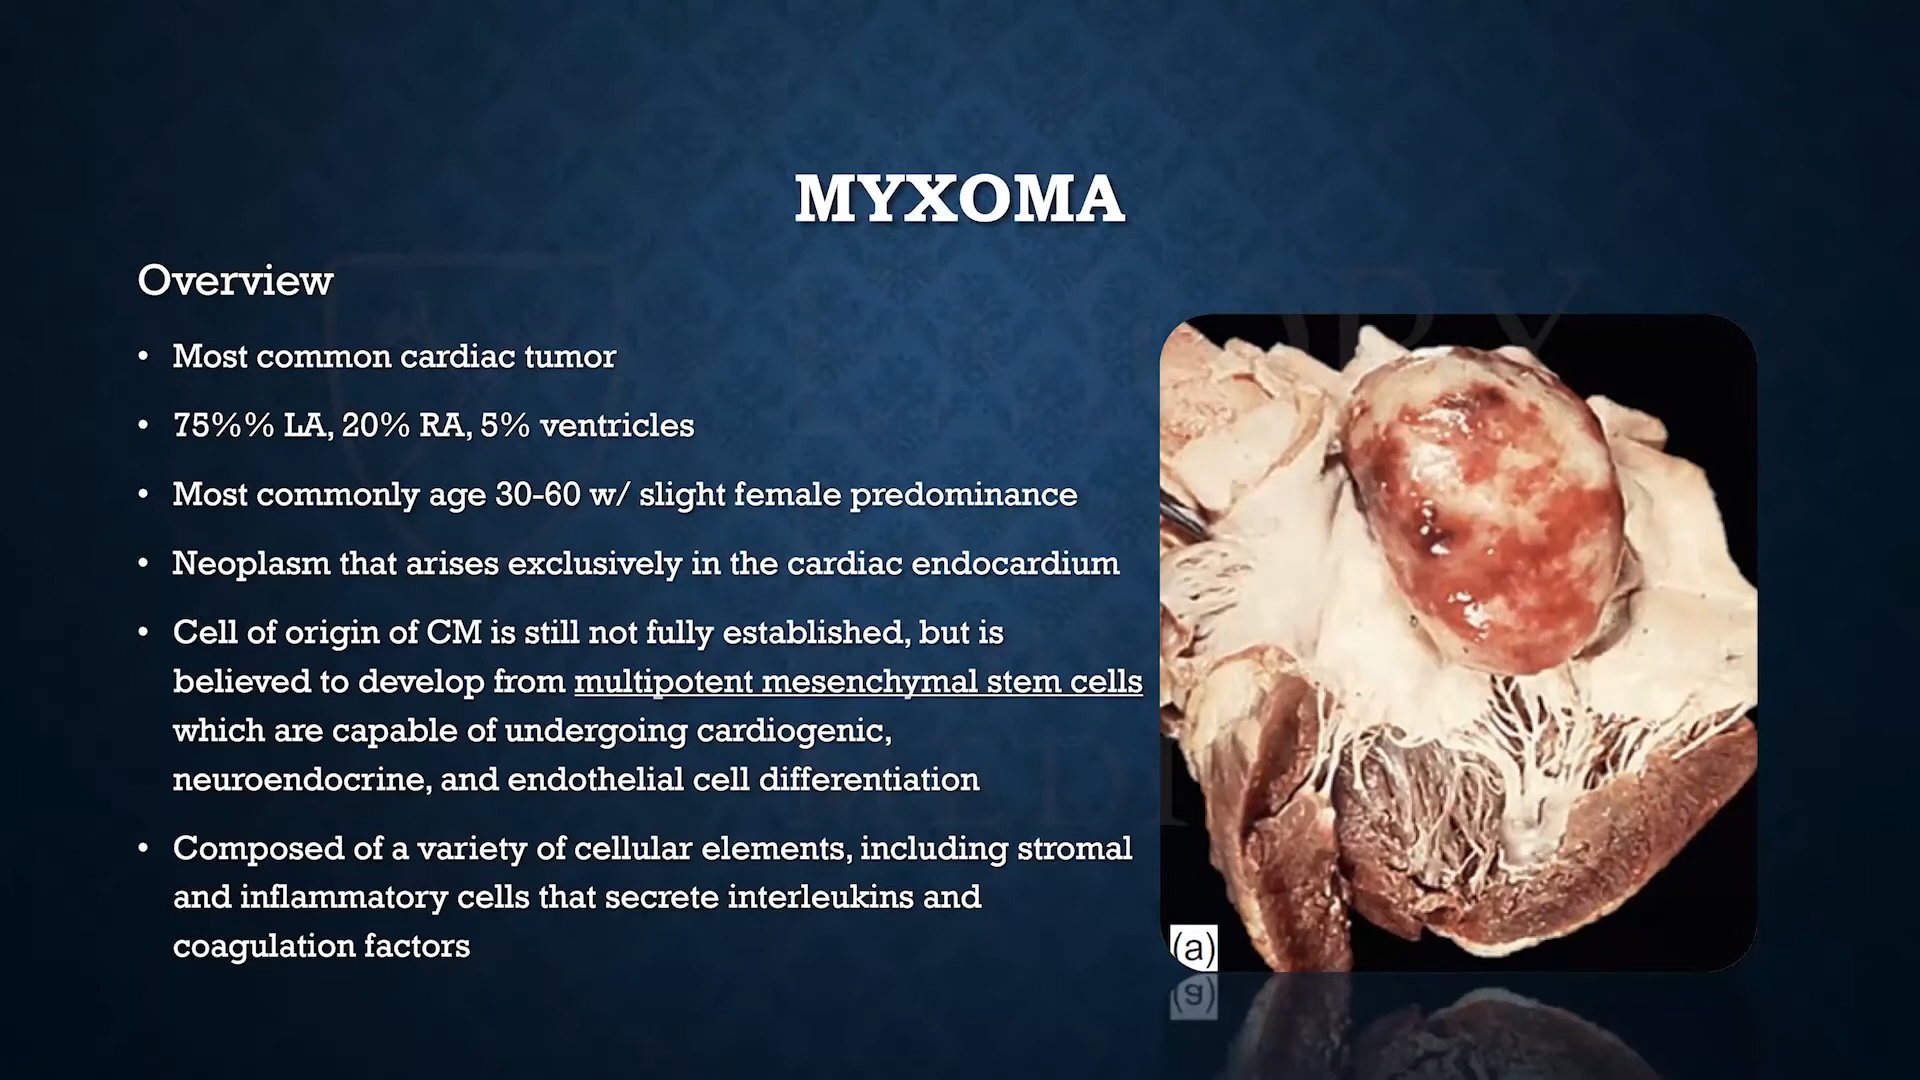 MYXOMA
Overview
• Most common cardiac tumor
• 75%% LA, 20% RA, 5% ventricles
• Most commonly age 30-60 w/ slight female predominance
• Neoplasm that arises exclusively in the cardiac endocardium
• Cell of origin of CM is still not fully established, but is
believed to develop from multipotent mesenchymal stem cells
which are capable of undergoing cardiogenic,
neuroendocrine, and endothelial cell differentiation
• Composed of a variety of cellular elements, including stromal
and inflammatory cells that secrete interleukins and
coagulation factors
(a)